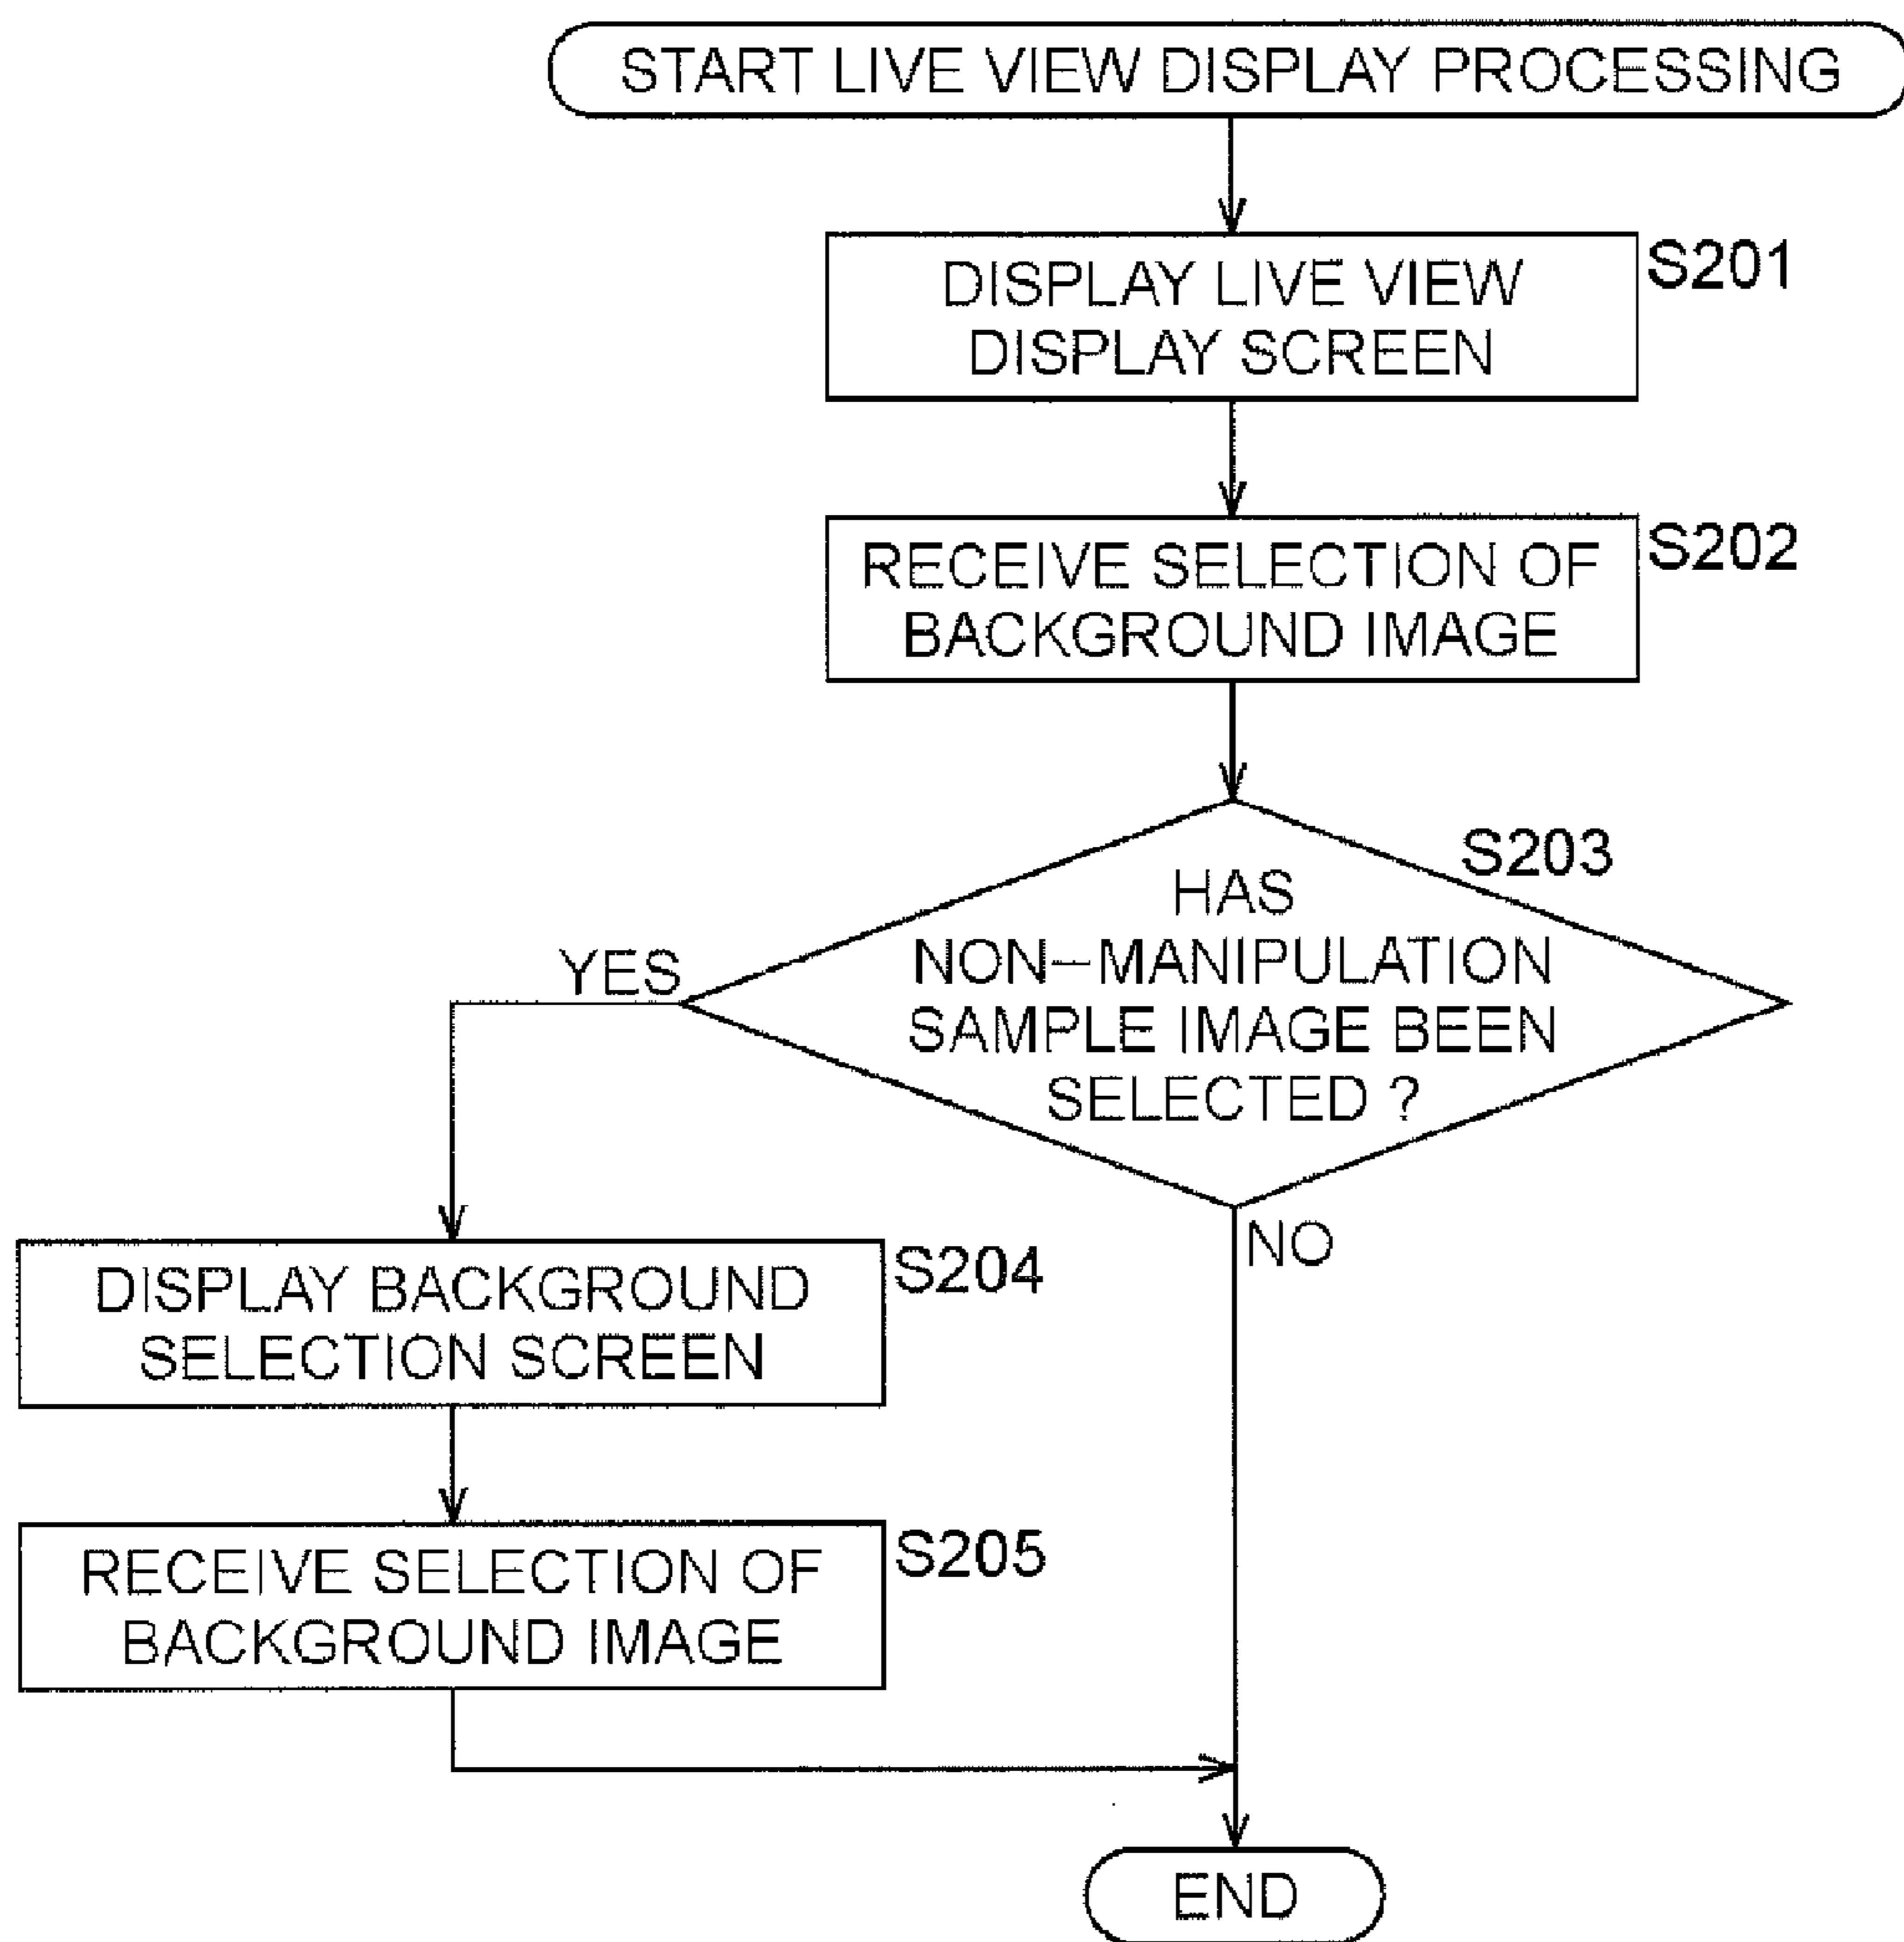 START LIVE VIEW DISPLAY PROCESSING
DISPLAY LIVE VIEW
DISPLAY SCREEN
S201
RECEIVE SELECTION OF
BACKGROUND IMAGE
S202
S203
HAS
NON-MANIPULATION
SAMPLE IMAGE BEEN
SELECTED ?
YES
NO
DISPLAY BACKGROUND
SELECTION SCREEN
S204
RECEIVE SELECTION OF
BACKGROUND IMAGE
S205
END